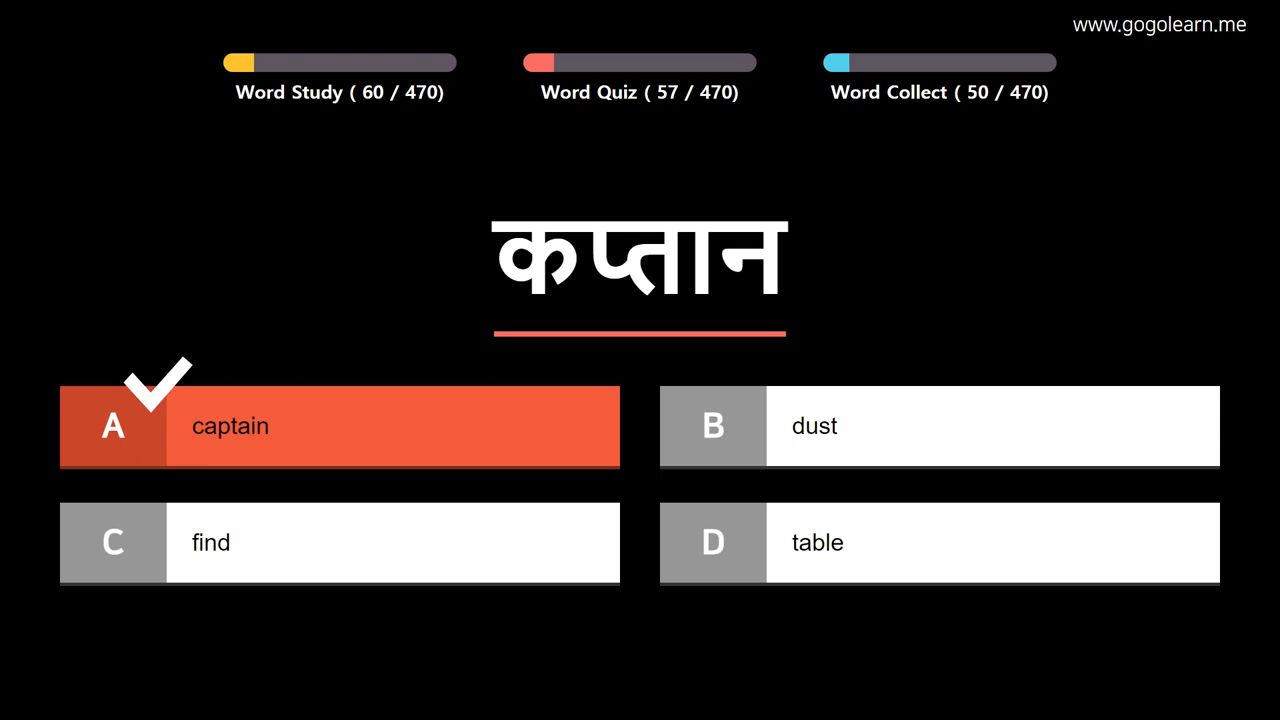 www.gogolearn.me
Word Study ( 60 / 470)
Word Quiz ( 57 / 470)
Word Collect ( 50 / 470)
कप्तान
A captain
B dust
C find
D table